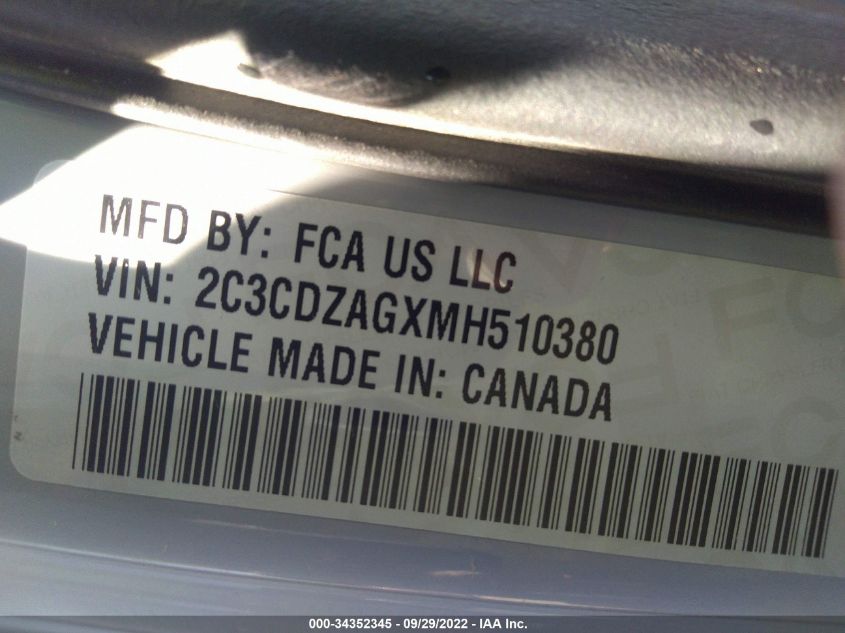 MFD BY: FCA US LLC
VIN: 2C3CDZAGXMH510380
VEHICLE MADE IN: CANADA
000-34352345 - 09/29/2022 - IAA Inc.